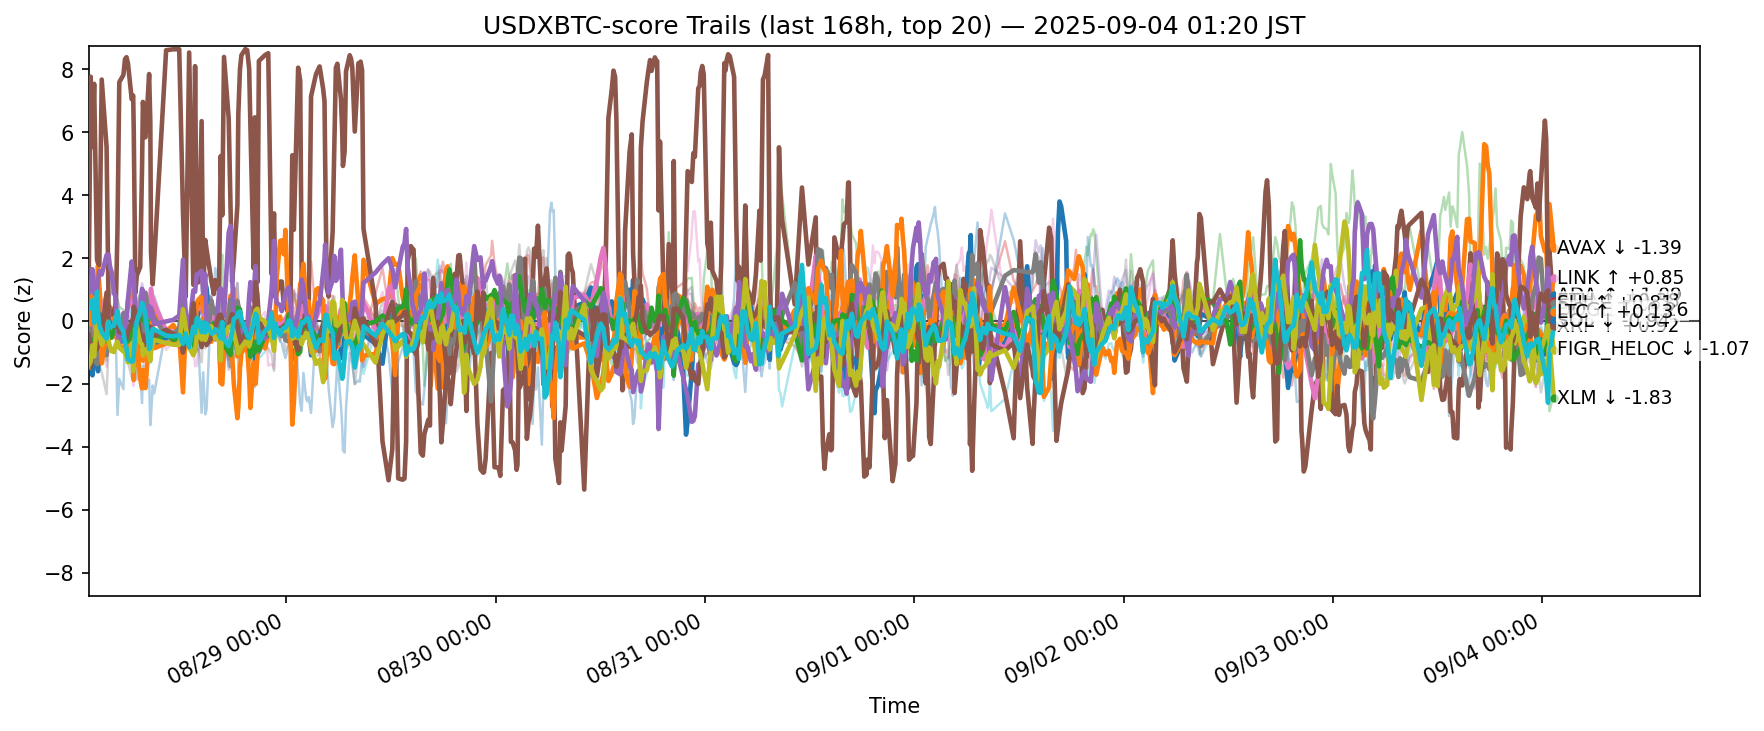 USDXBTC-score Trails (last 168h, top 20) — 2025-09-04 01:20 JST
Score (z)
8
6
4
2
0
−2
−4
−6
−8
AVAX ↓ -1.39
LINK ↑ +0.85
LTC ↑ +0.13
FIGR_HELOC ↓ -1.07
XLM ↓ -1.83
08/29 00:00
08/30 00:00
08/31 00:00
09/01 00:00
09/02 00:00
09/03 00:00
09/04 00:00
Time